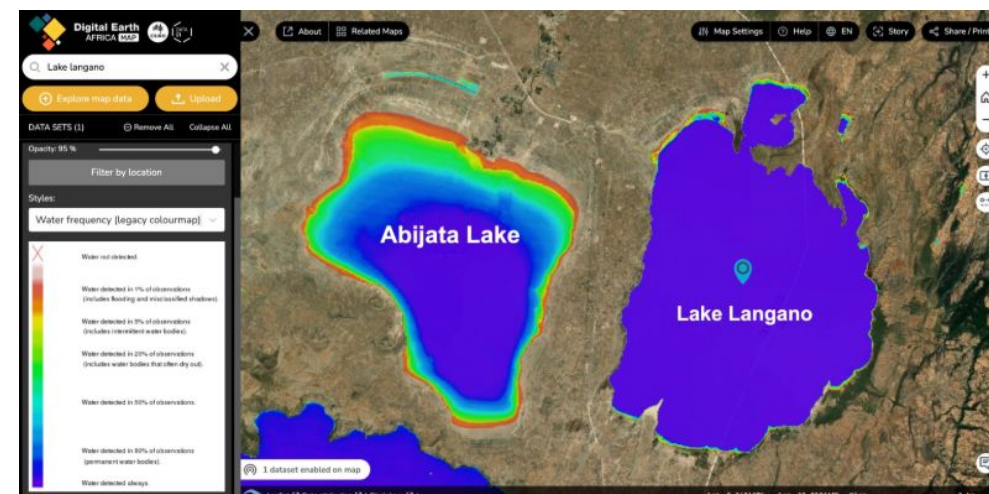 Digital Earth
AFRICA MAP
About
Related Maps
Map Settings
Help
EN
Story
Share / Print
Lake langano
Explore map data
Upload
DATA SETS (1)
Remove All
Collapse All
Opacity: 95 %
Filter by location
Styles:
Water frequency (legacy colourmap)
Water not detected.
Water detected in 1% of observations
(includes flooding and misclassified shadows).
Water detected in 5% of observations
(includes intermittent water bodies).
Water detected in 20% of observations
(includes water bodies that often dry out).
Water detected in 50% of observations.
Water detected in 80% of observations
(permanent water bodies).
Water detected always.
Abijata Lake
Lake Langano
1 dataset enabled on map